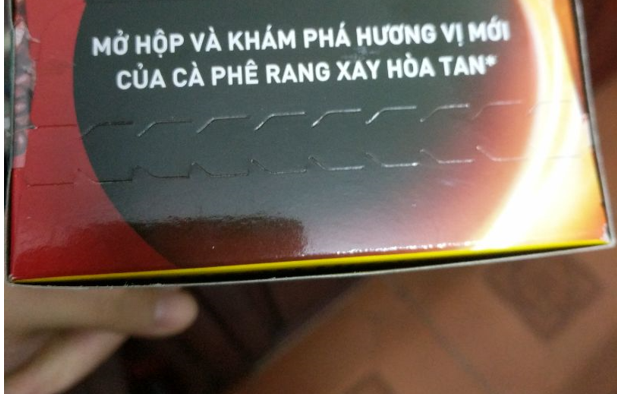 MỞ HỘP VÀ KHÁM PHÁ HƯƠNG VỊ MỚI
CỦA CÀ PHÊ RANG XAY HÒA TAN*